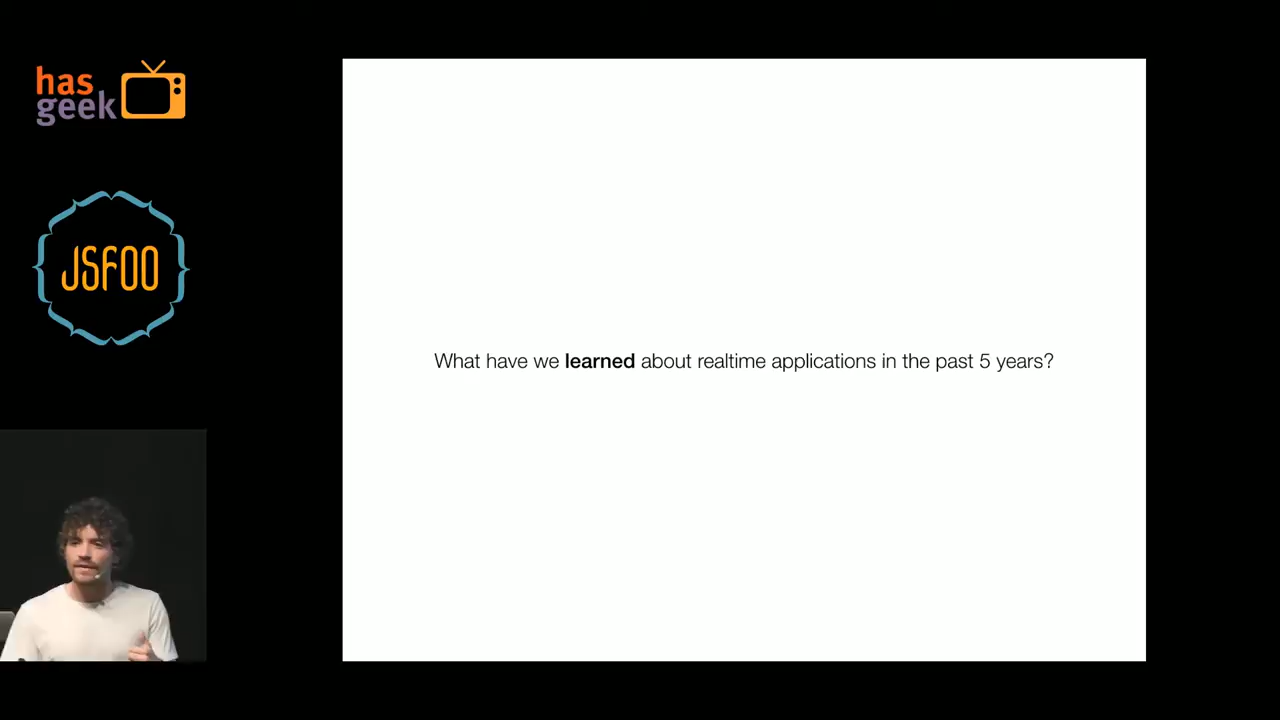 has
geek
JSFOO
What have we learned about realtime applications in the past 5 years?